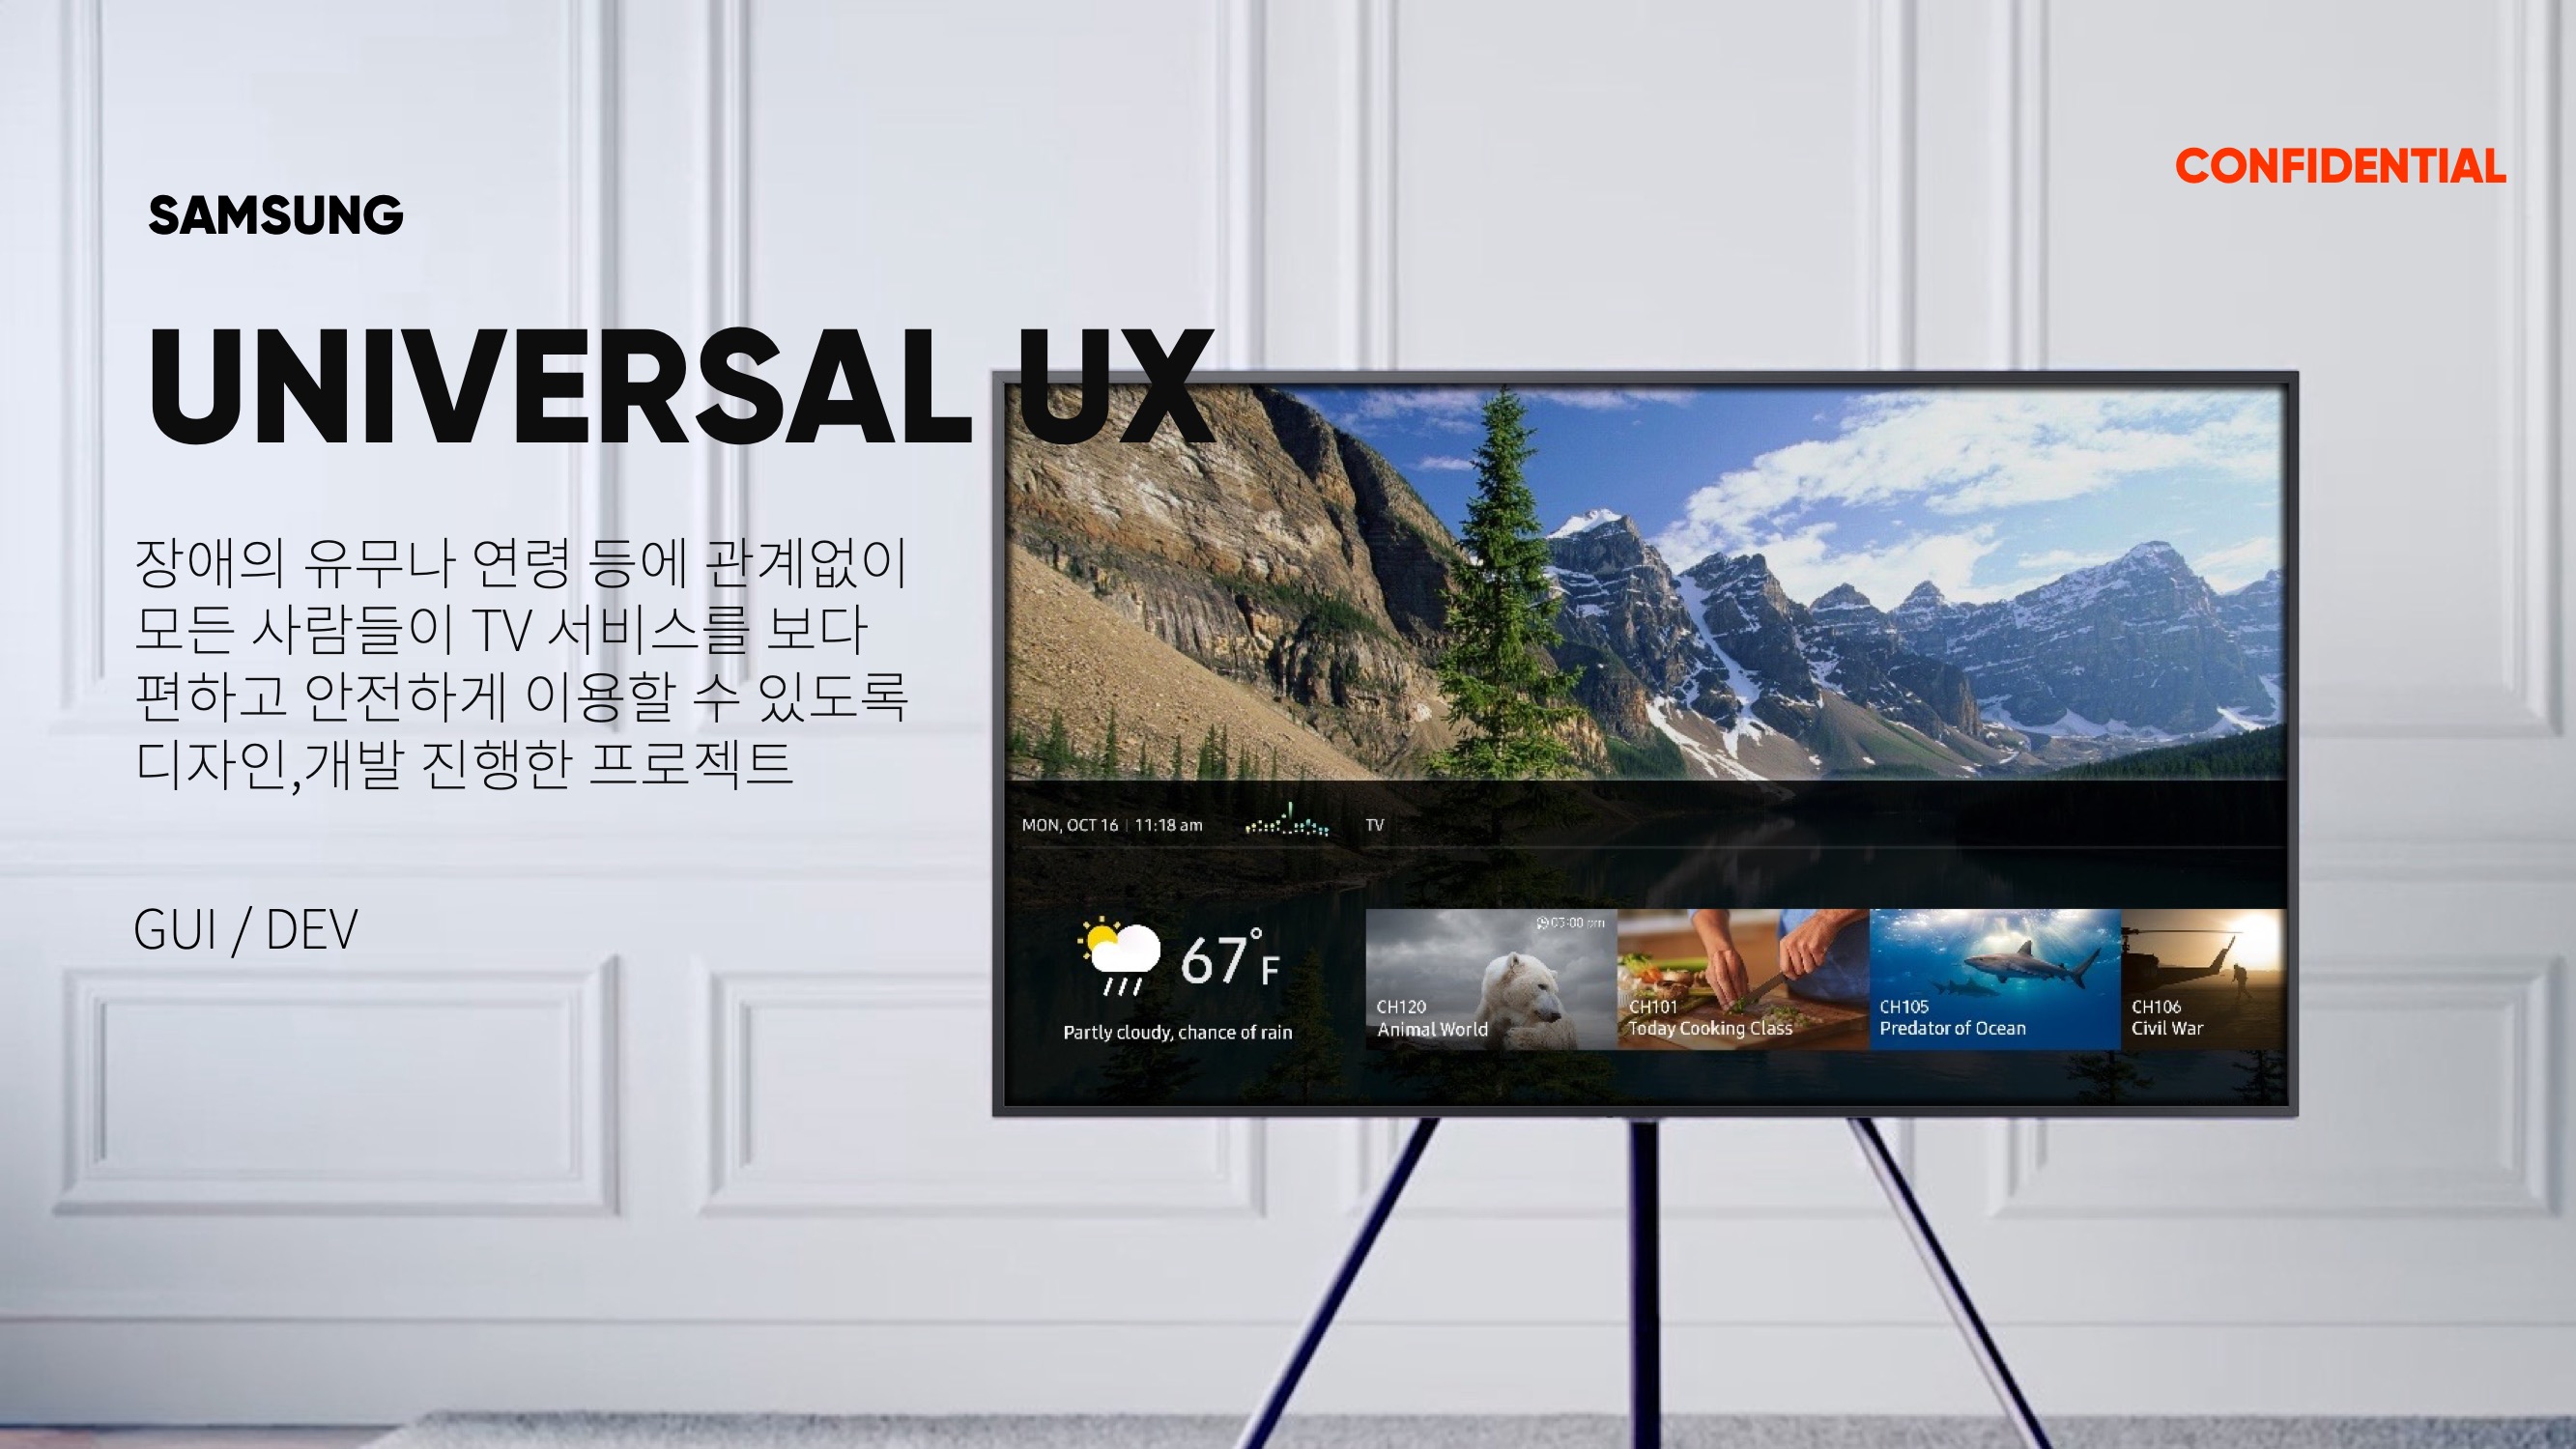 CONFIDENTIAL
SAMSUNG
UNIVERSAL UX
장애의 유무나 연령 등에 관계없이
모든 사람들이 TV 서비스를 보다
편하고 안전하게 이용할 수 있도록
디자인,개발 진행한 프로젝트
GUI / DEV
MON, OCT 16 | 11:18 am
TV
67°F
Partly cloudy, chance of rain
03:00 pm
CH120
Animal World
CH101
Today Cooking Class
CH105
Predator of Ocean
CH106
Civil War